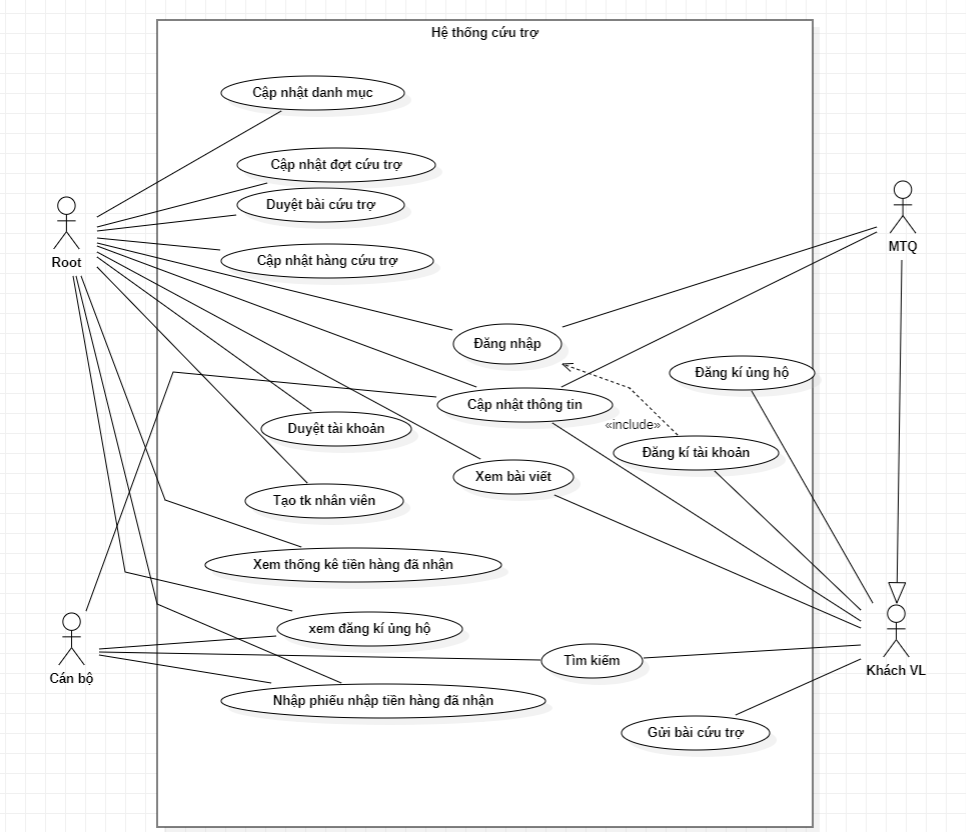 Hệ thống cứu trợ
Cập nhật danh mục
Cập nhật đợt cứu trợ
Duyệt bài cứu trợ
MTQ
Root
Cập nhật hàng cứu trợ
Đăng nhập
Đăng kí ủng hộ
Cập nhật thông tin
«include»
Duyệt tài khoản
Đăng kí tài khoản
Xem bài viết
Tạo tk nhân viên
Xem thống kê tiền hàng đã nhận
xem đăng kí ủng hộ
Tìm kiếm
Khách VL
Cán bộ
Nhập phiếu nhập tiền hàng đã nhận
Gửi bài cứu trợ